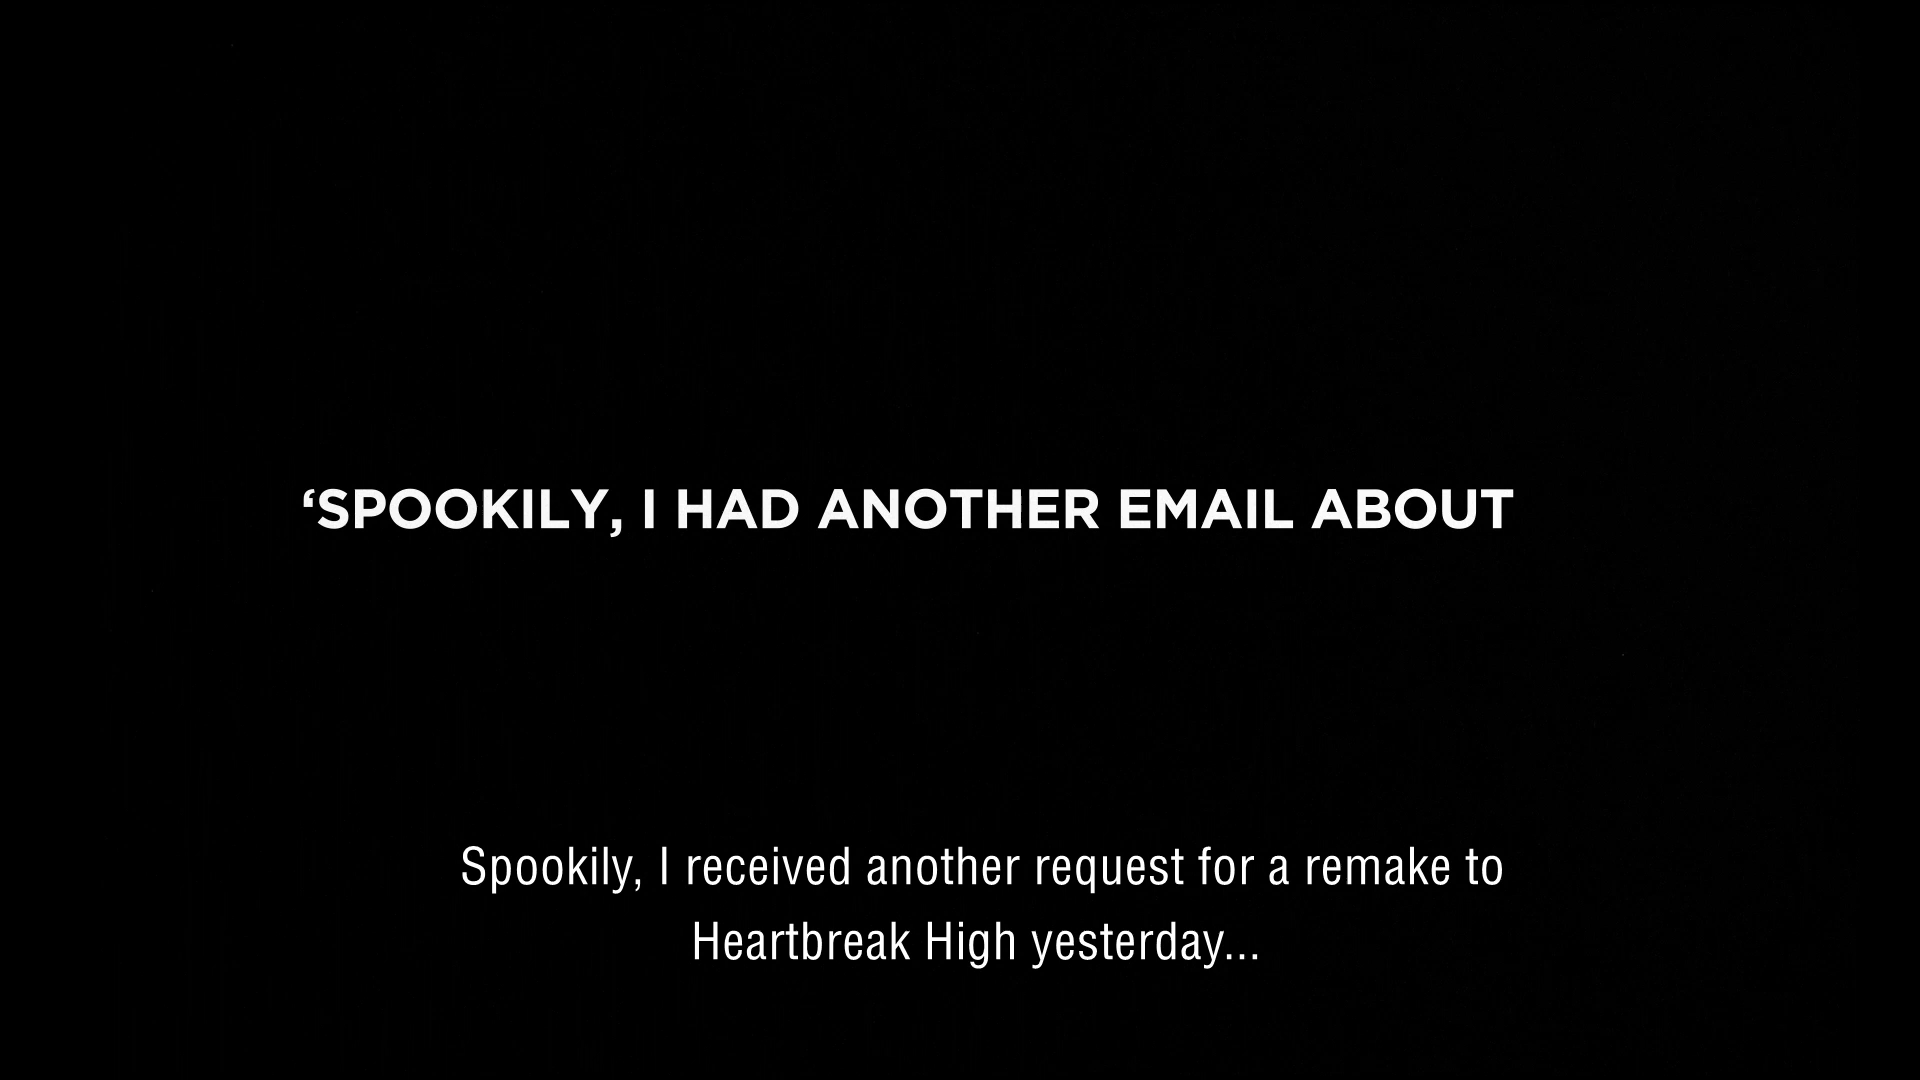 ‘SPOOKILY, I HAD ANOTHER EMAIL ABOUT
Spookily, I received another request for a remake to
Heartbreak High yesterday...